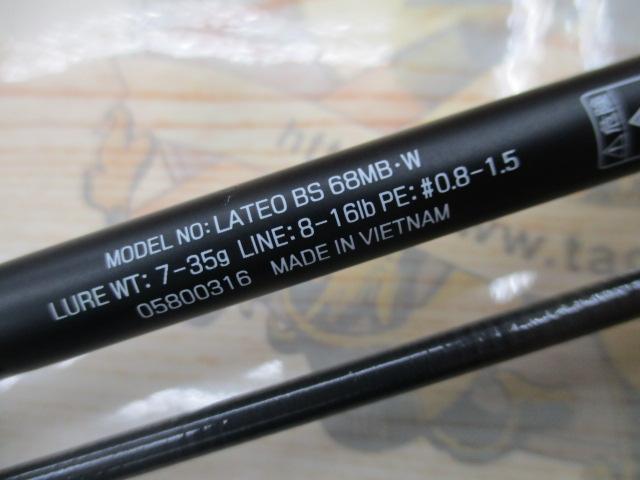 MODEL NO: LATEO BS 68MB·W
LURE WT: 7-35g LINE: 8-16lb PE: #0.8-1.5
05800316 MADE IN VIETNAM